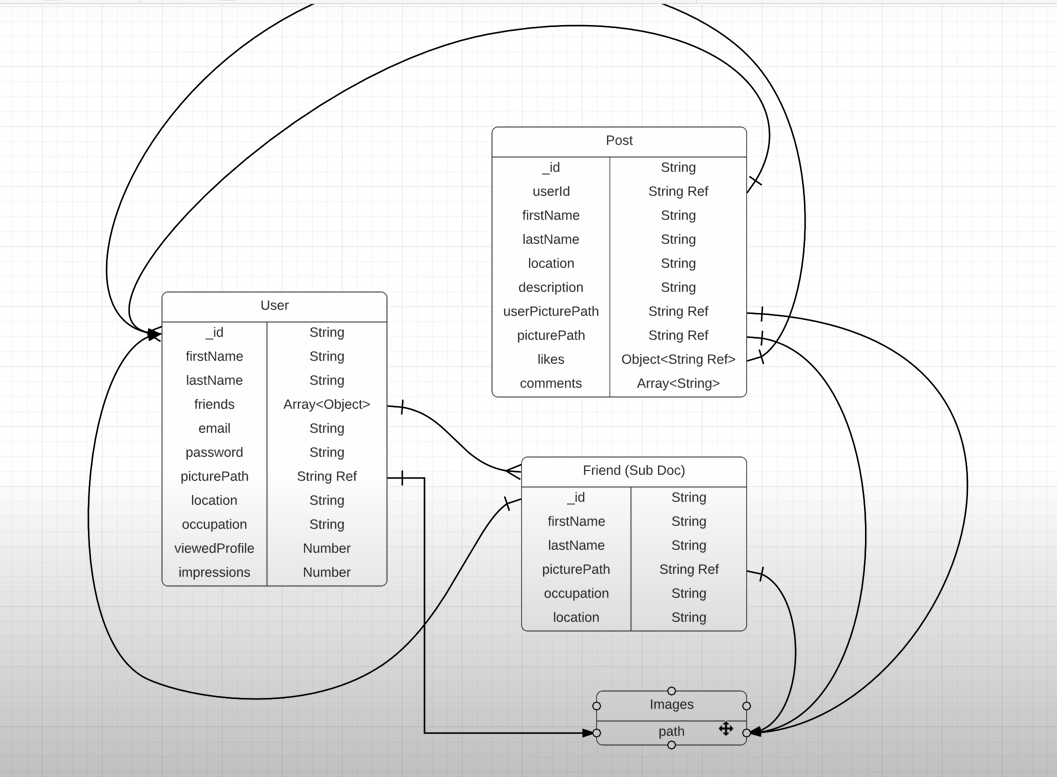 Post
_id String
userId String Ref
firstName String
lastName String
location String
description String
userPicturePath String Ref
picturePath String Ref
likes Object<String Ref>
comments Array<String>
User
_id String
firstName String
lastName String
friends Array<Object>
email String
password String
picturePath String Ref
location String
occupation String
viewedProfile Number
impressions Number
Friend (Sub Doc)
_id String
firstName String
lastName String
picturePath String Ref
occupation String
location String
Images
path